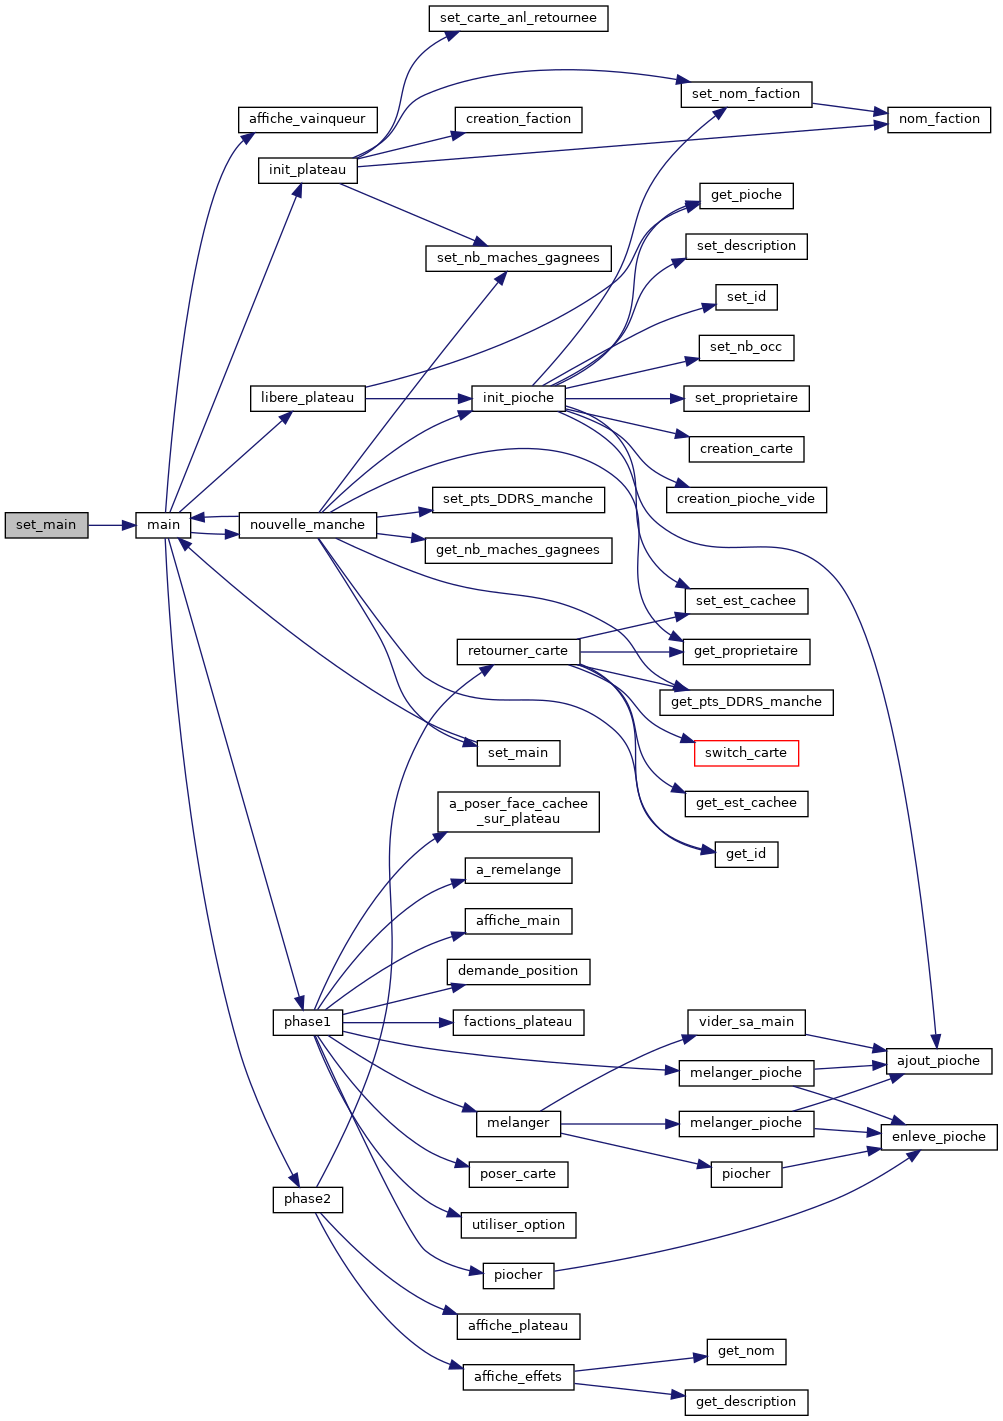 set_carte_anl_retournee
set_nom_faction
affiche_vainqueur
creation_faction
nom_faction
init_plateau
get_pioche
set_description
set_nb_maches_gagnees
set_id
set_nb_occ
libere_plateau
init_pioche
set_proprietaire
creation_carte
set_pts_DDRS_manche
creation_pioche_vide
set_main
main
nouvelle_manche
get_nb_maches_gagnees
set_est_cachee
retourner_carte
get_proprietaire
get_pts_DDRS_manche
set_main
switch_carte
a_poser_face_cachee
_sur_plateau
get_est_cachee
get_id
a_remelange
affiche_main
demande_position
phase1
factions_plateau
vider_sa_main
ajout_pioche
melanger_pioche
melanger
melanger_pioche
enleve_pioche
poser_carte
piocher
phase2
utiliser_option
piocher
affiche_plateau
get_nom
affiche_effets
get_description